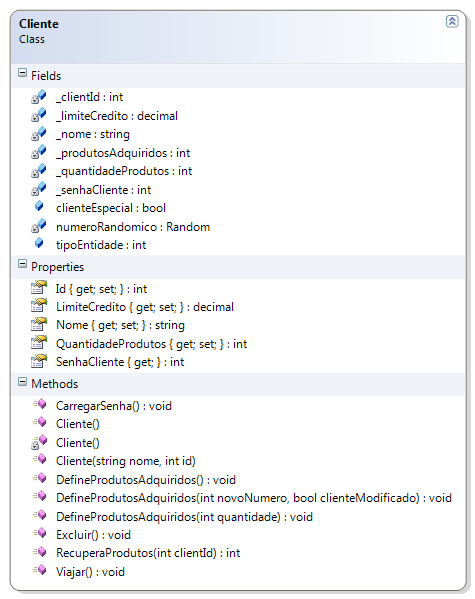 Cliente
Class
Fields
_clientId : int
_limiteCredito : decimal
_nome : string
_produtosAdquiridos : int
_quantidadeProdutos : int
_senhaCliente : int
clienteEspecial : bool
numeroRandomico : Random
tipoEntidade : int
Properties
Id { get; set; } : int
LimiteCredito { get; set; } : decimal
Nome { get; set; } : string
QuantidadeProdutos { get; set; } : int
SenhaCliente { get; } : int
Methods
CarregarSenha() : void
Cliente()
Cliente()
Cliente(string nome, int id)
DefineProdutosAdquiridos() : void
DefineProdutosAdquiridos(int novoNumero, bool clienteModificado) : void
DefineProdutosAdquiridos(int quantidade) : void
Excluir() : void
RecuperaProdutos(int clientId) : int
Viajar() : void